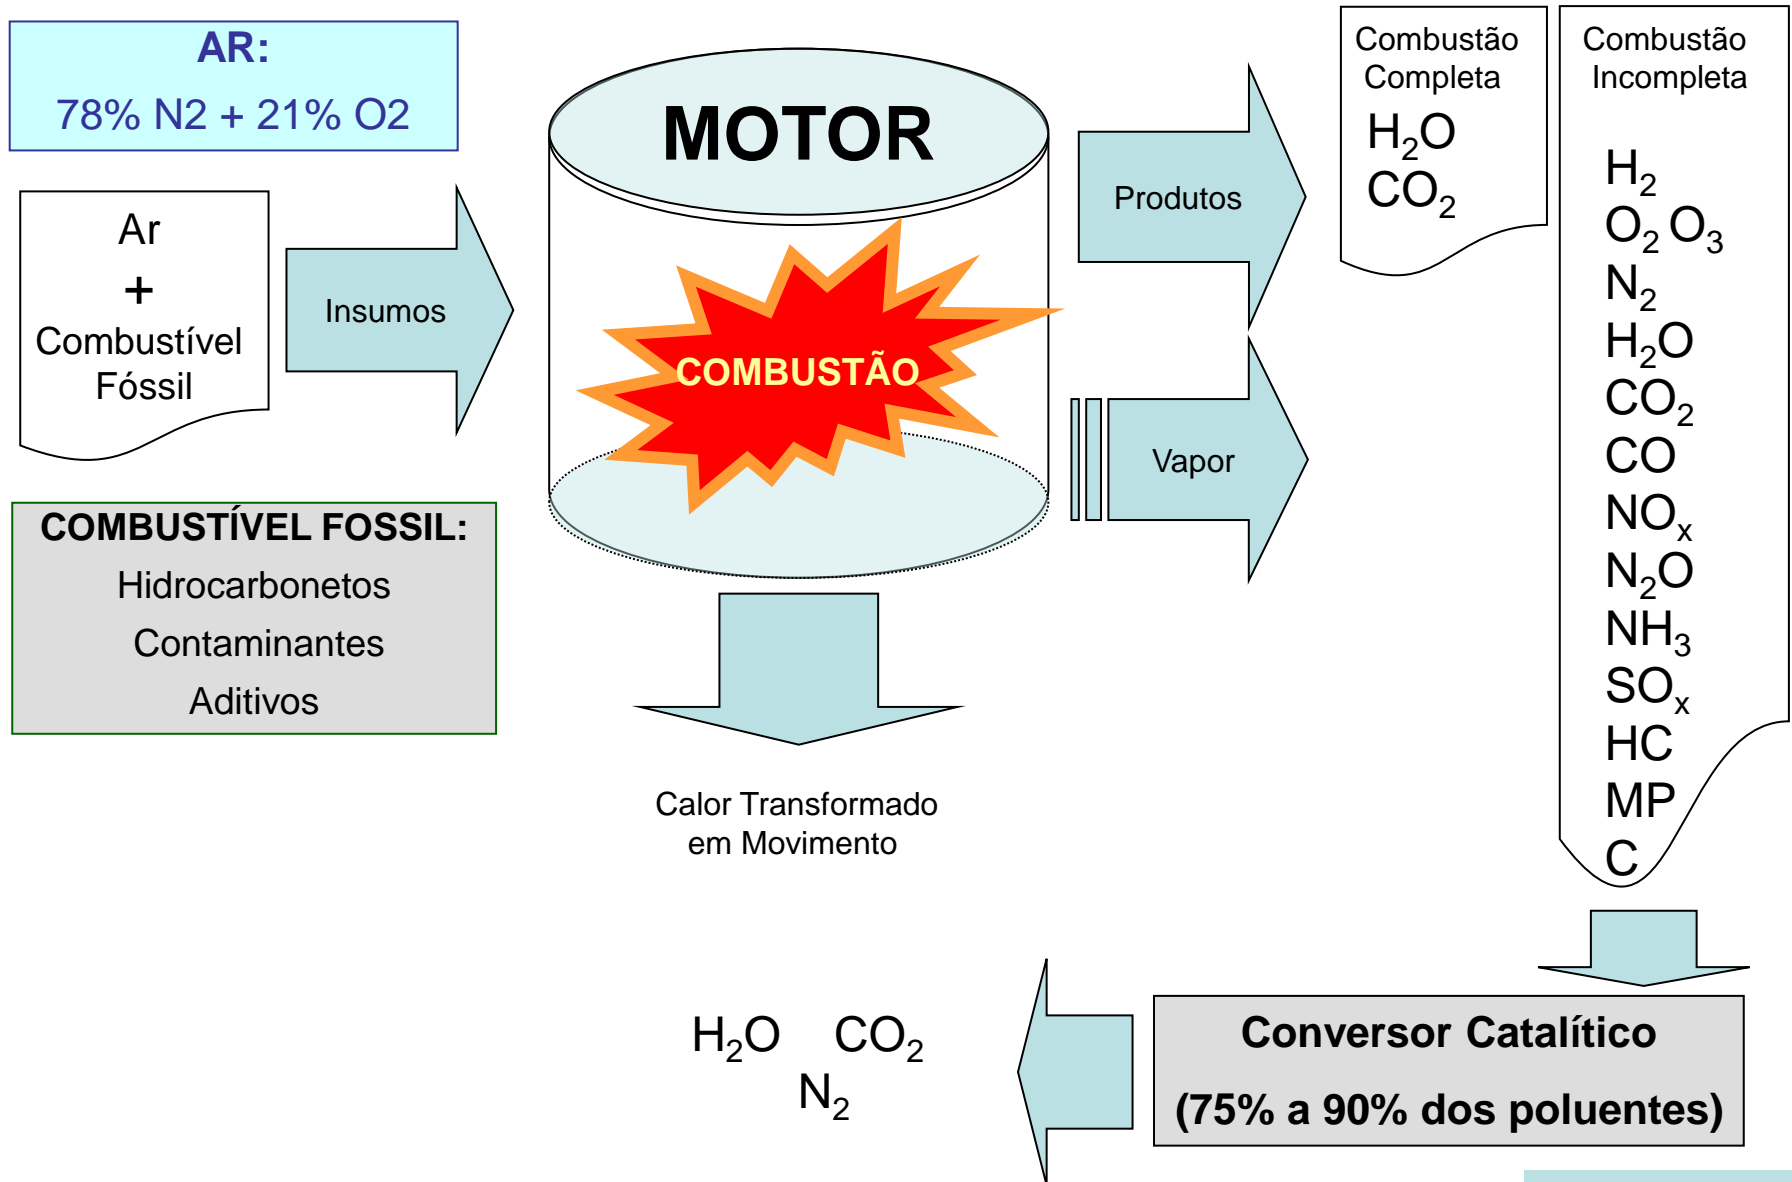 AR:
78% N2 + 21% O2
Ar
+
Combustível
Fóssil
Insumos
COMBUSTÍVEL FOSSIL:
Hidrocarbonetos
Contaminantes
Aditivos
MOTOR
COMBUSTÃO
Calor Transformado
em Movimento
Produtos
Vapor
Combustão
Completa
H₂O
CO₂
Combustão
Incompleta
H₂
O₂ O₃
N₂
H₂O
CO₂
CO
NOₓ
N₂O
NH₃
SOₓ
HC
MP
C
Conversor Catalítico
(75% a 90% dos poluentes)
H₂O CO₂
N₂